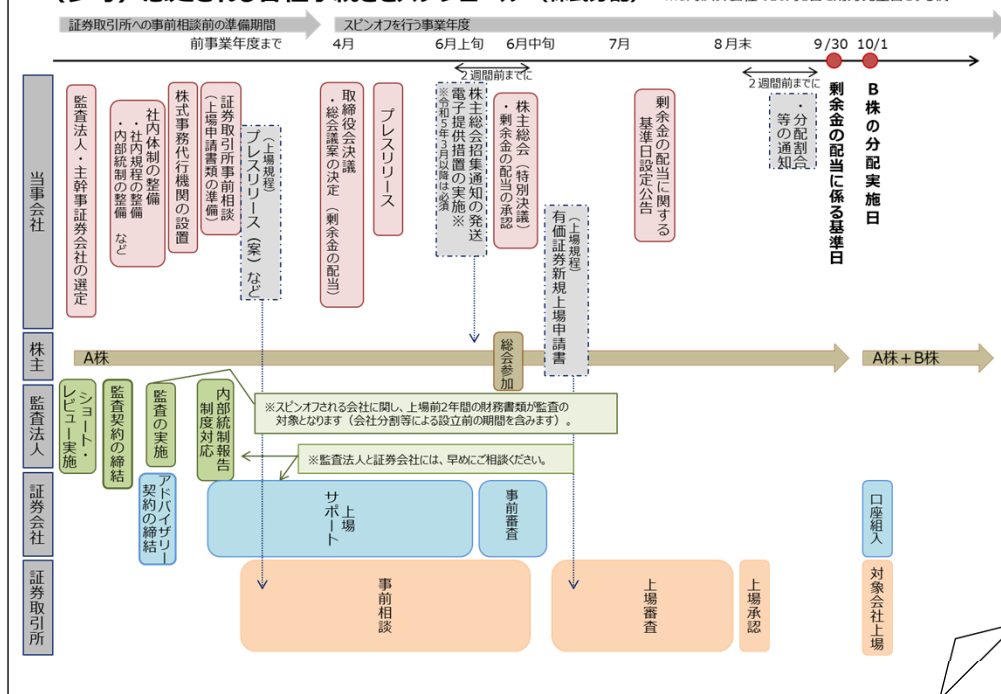 (参考)想定される各種手続きとスケジュール(株式分配)
証券取引所への事前相談前の準備期間
スピンオフを行う事業年度
前事業年度まで
4月
6月上旬
6月中旬
7月
8月末
9/30
10/1
2週間前までに
2週間前までに
当事会社
監査法人・主幹事証券会社の選定
社内体制の整備
・社内規程の整備
・内部統制の整備 など
株式事務代行機関の設置
証券取引所事前相談
(上場申請書類の準備)
(上場規程)
プレスリリース(案)など
取締役会決議
・総会議案の決定(剰余金の配当)
プレスリリース
株主総会招集通知の発送
電子提供措置の実施※
※令和5年3月以降は必須
株主総会(特別決議)
・剰余金の配当の承認
(上場規程)
有価証券新規上場申請書
剰余金の配当に関する
基準日設定公告
・分配割合
等の通知
剰余金の配当に係る基準日
B株の分配実施日
株主
A株
総会参加
A株+B株
監査法人
ショート・
レビュー実施
監査契約の締結
監査の実施
内部統制報告
制度対応
※スピンオフされる会社に関し、上場前2年間の財務書類が監査の
対象となります(会社分割等による設立前の期間を含みます)。
※監査法人と証券会社には、早めにご相談ください。
証券会社
アドバイザリー
契約の締結
上場
サポート
事前審査
口座組入
証券取引所
事前相談
上場審査
上場承認
対象会社上場